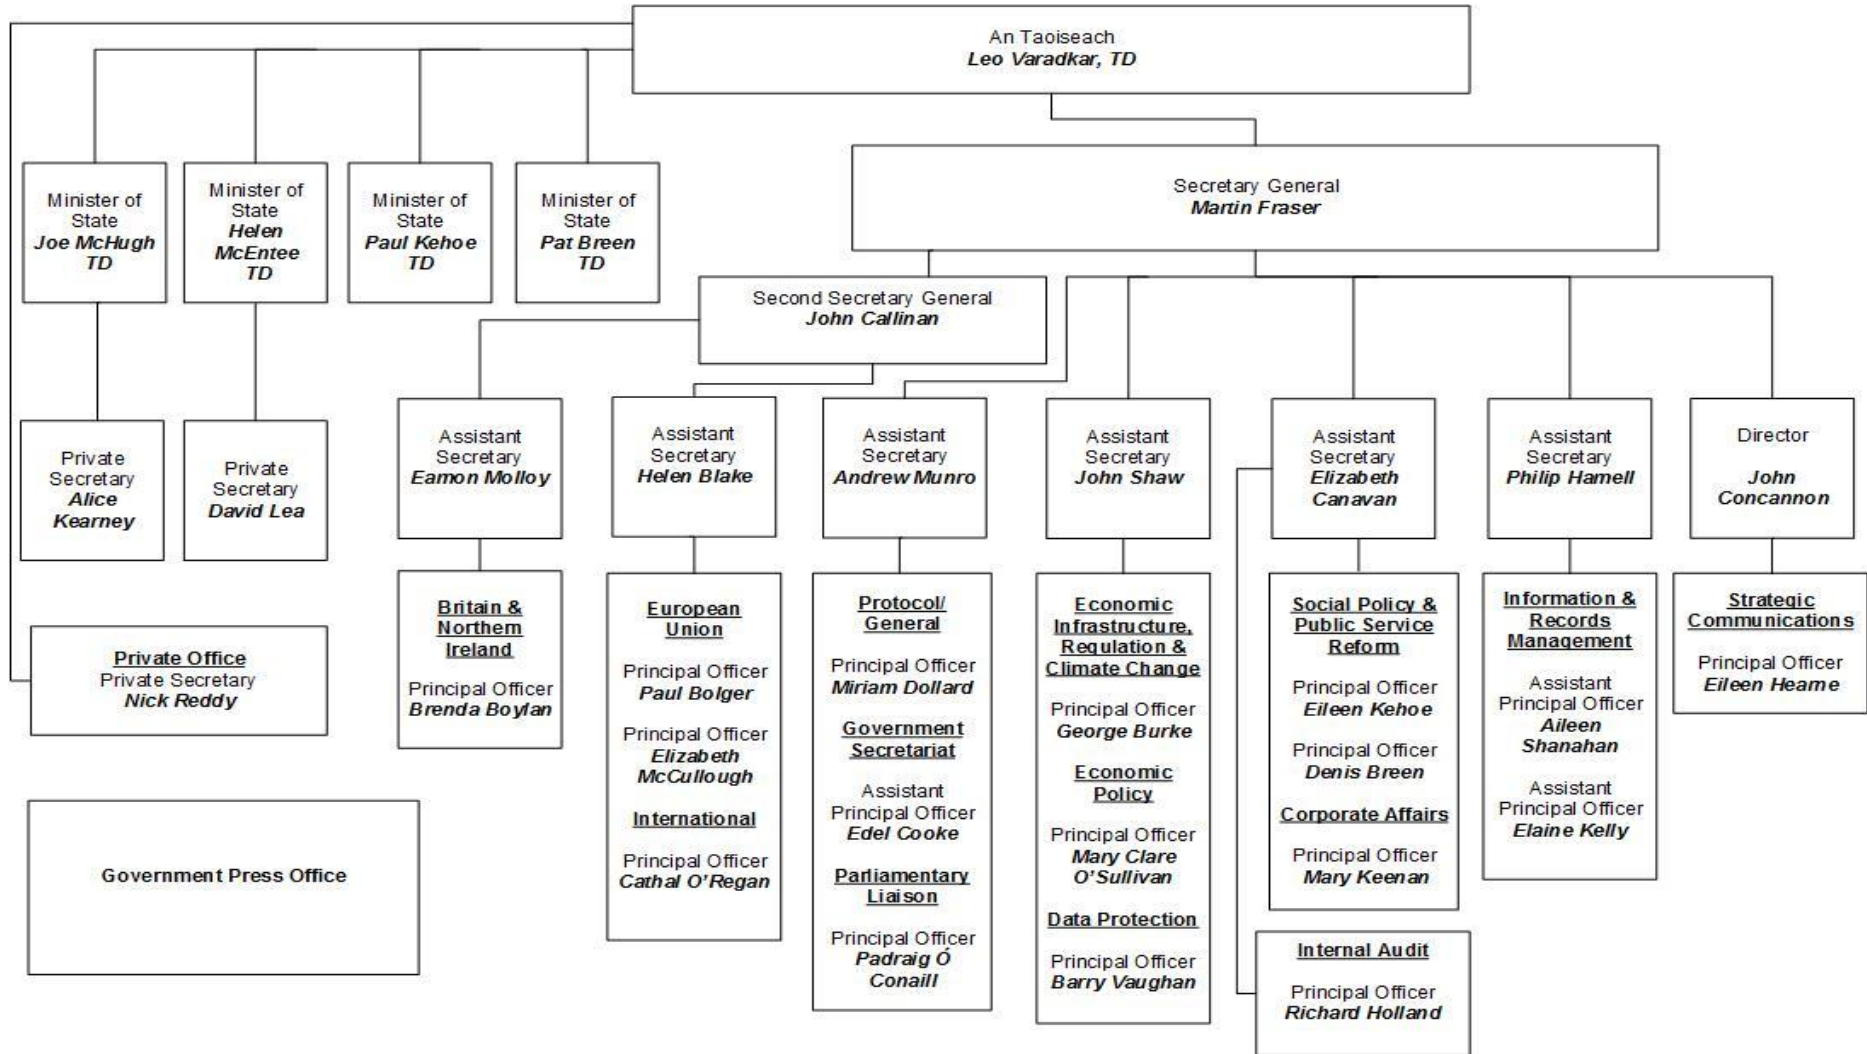 An Taoiseach
Leo Varadkar, TD
Minister of
State
Joe McHugh
TD
Minister of
State
Helen
McEntee
TD
Minister of
State
Paul Kehoe
TD
Minister of
State
Pat Breen
TD
Secretary General
Martin Fraser
Second Secretary General
John Callinan
Private
Secretary
Alice
Kearney
Private
Secretary
David Lea
Assistant
Secretary
Eamon Molloy
Assistant
Secretary
Helen Blake
Assistant
Secretary
Andrew Munro
Assistant
Secretary
John Shaw
Assistant
Secretary
Elizabeth
Canavan
Assistant
Secretary
Philip Hamell
Director
John
Concannon
Private Office
Private Secretary
Nick Reddy
Government Press Office
Britain &
Northern
Ireland
Principal Officer
Brenda Boylan
European
Union
Principal Officer
Paul Bolger
Principal Officer
Elizabeth
McCullough
International
Principal Officer
Cathal O'Regan
Protocol/
General
Principal Officer
Miriam Dollard
Government
Secretariat
Assistant
Principal Officer
Edel Cooke
Parliamentary
Liaison
Principal Officer
Padraig Ó
Conaill
Economic
Infrastructure,
Regulation &
Climate Change
Principal Officer
George Burke
Economic
Policy
Principal Officer
Mary Clare
O'Sullivan
Data Protection
Principal Officer
Barry Vaughan
Social Policy &
Public Service
Reform
Principal Officer
Eileen Kehoe
Principal Officer
Denis Breen
Corporate Affairs
Principal Officer
Mary Keenan
Internal Audit
Principal Officer
Richard Holland
Information &
Records
Management
Assistant
Principal Officer
Aileen
Shanahan
Assistant
Principal Officer
Elaine Kelly
Strategic
Communications
Principal Officer
Eileen Hearne